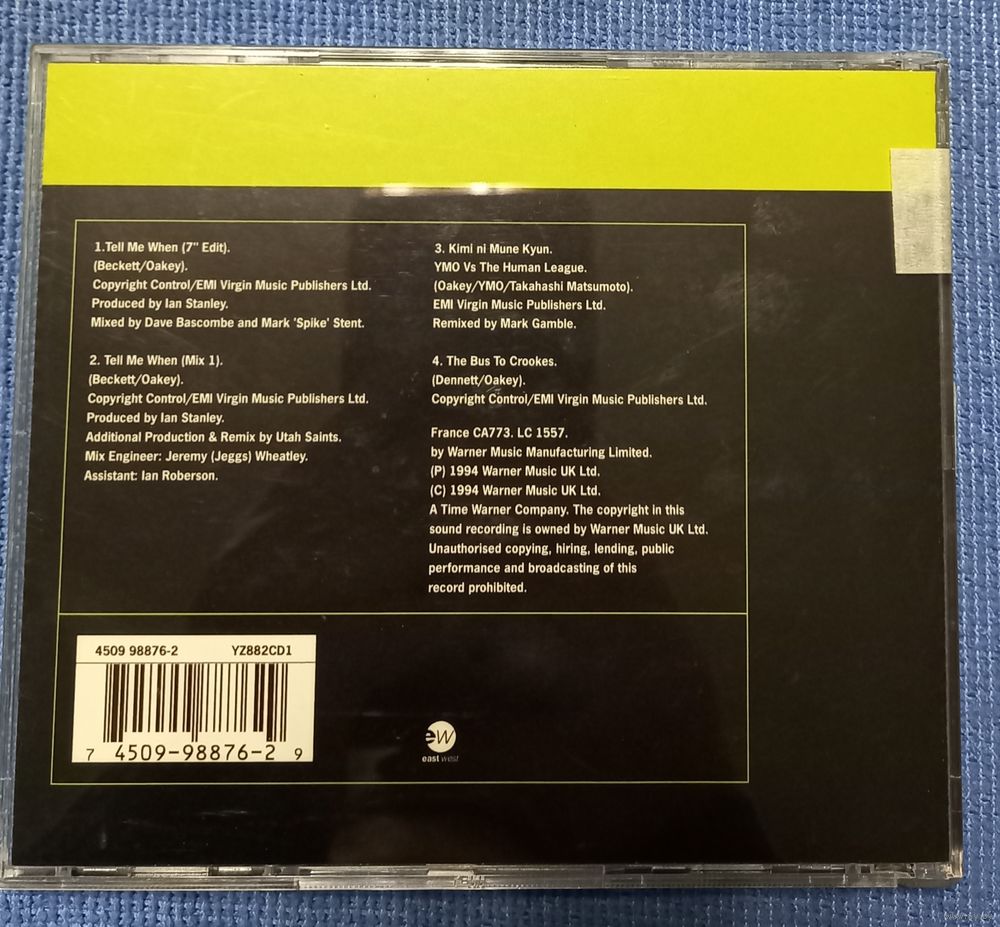 1.Tell Me When (7" Edit).
(Beckett/Oakey).
Copyright Control/EMI Virgin Music Publishers Ltd.
Produced by Ian Stanley.
Mixed by Dave Bascombe and Mark 'Spike' Stent.
2. Tell Me When (Mix 1).
(Beckett/Oakey).
Copyright Control/EMI Virgin Music Publishers Ltd.
Produced by Ian Stanley.
Additional Production & Remix by Utah Saints.
Mix Engineer: Jeremy (Jeggs) Wheatley.
Assistant: Ian Roberson.
3. Kimi ni Mune Kyun.
YMO Vs The Human League.
(Oakey/YMO/Takahashi Matsumoto).
EMI Virgin Music Publishers Ltd.
Remixed by Mark Gamble.
4. The Bus To Crookes.
(Dennett/Oakey).
Copyright Control/EMI Virgin Music Publishers Ltd.
France CA773. LC 1557.
by Warner Music Manufacturing Limited.
(P) 1994 Warner Music UK Ltd.
(C) 1994 Warner Music UK Ltd.
A Time Warner Company. The copyright in this
sound recording is owned by Warner Music UK Ltd.
Unauthorised copying, hiring, lending, public
performance and broadcasting of this
record prohibited.
4509 98876-2 YZ882CD1
7 4509-98876-2 9
ew
east west